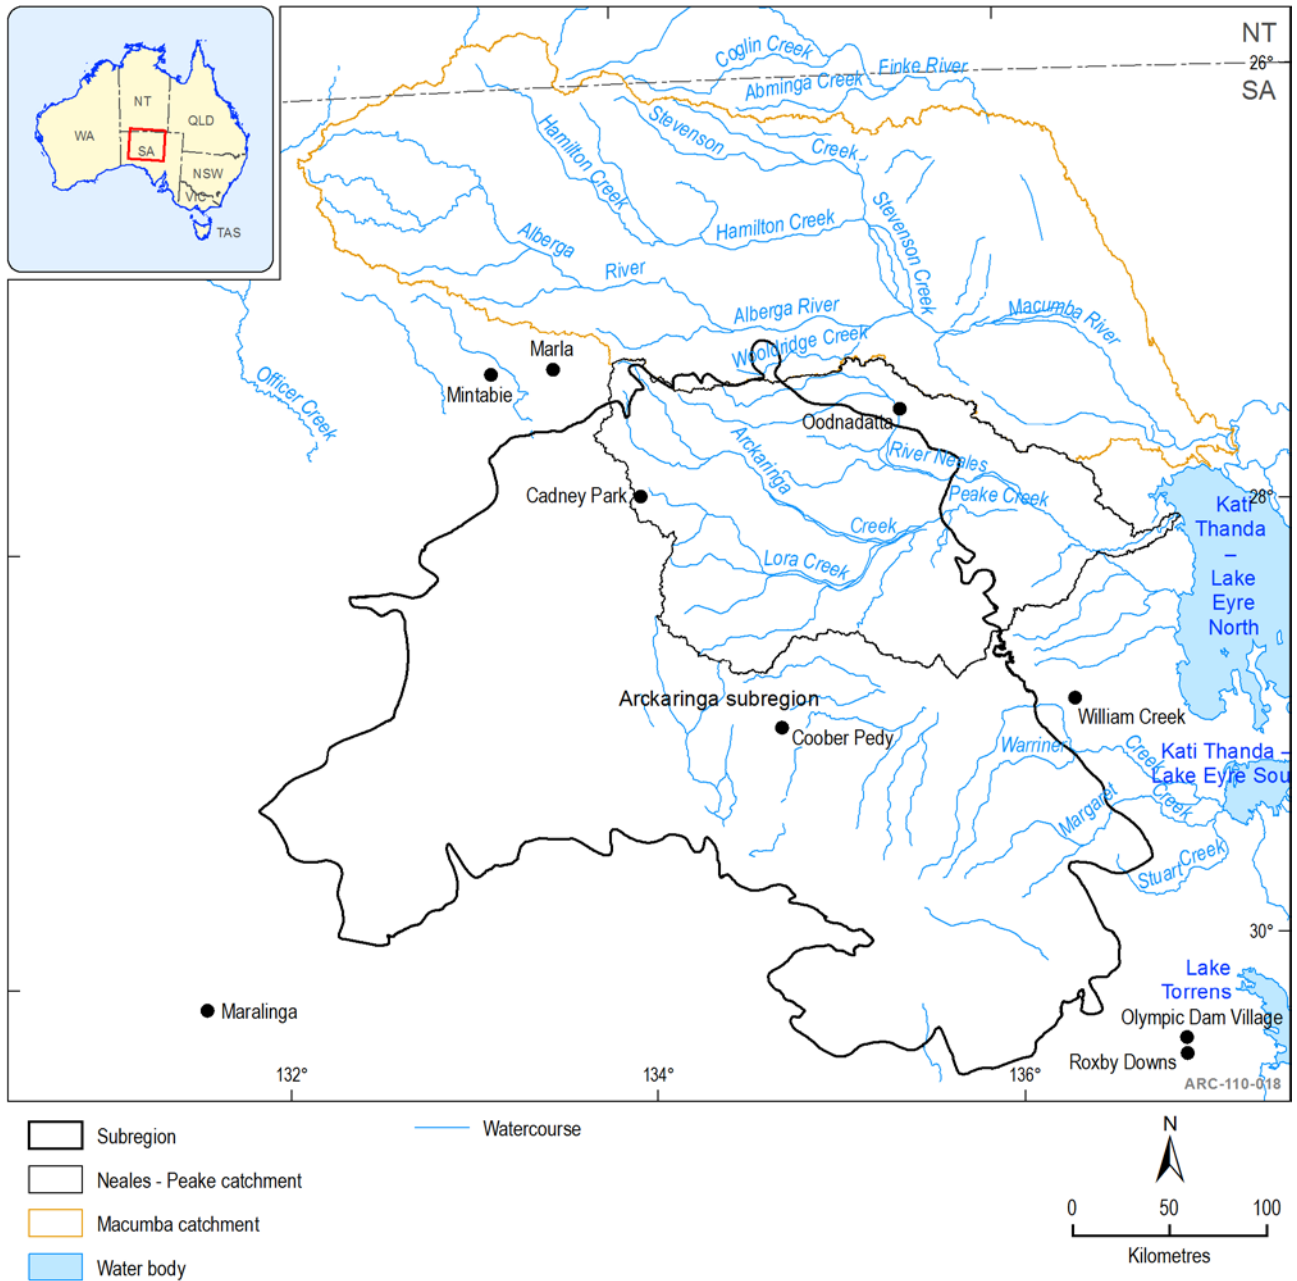 NT
26°
SA
Coglin Creek
Finke River
Abminga Creek
NT
WA
QLD
SA
NSW
VIC
TAS
Hamilton Creek
Stevenson
Creek
Stevenson Creek
Hamilton Creek
Alberga
River
Alberga River
Macumba River
Wooldridge Creek
Marla
Mintabie
Officer Creek
Oodnadatta
Arckaringa
River Neales
Cadney Park
Peake Creek
28°
Kati
Thanda
–
Lake
Eyre
North
Creek
Lora Creek
Arckaringa subregion
William Creek
Coober Pedy
Warriner
Creek
Kati Thanda –
Lake Eyre Sou
Margaret
Creek
Stuart Creek
30°
Lake
Torrens
Maralinga
Olympic Dam Village
Roxby Downs
132°
134°
136°
ARC-110-018
Subregion
Watercourse
Neales - Peake catchment
Macumba catchment
Water body
N
0 50 100
Kilometres